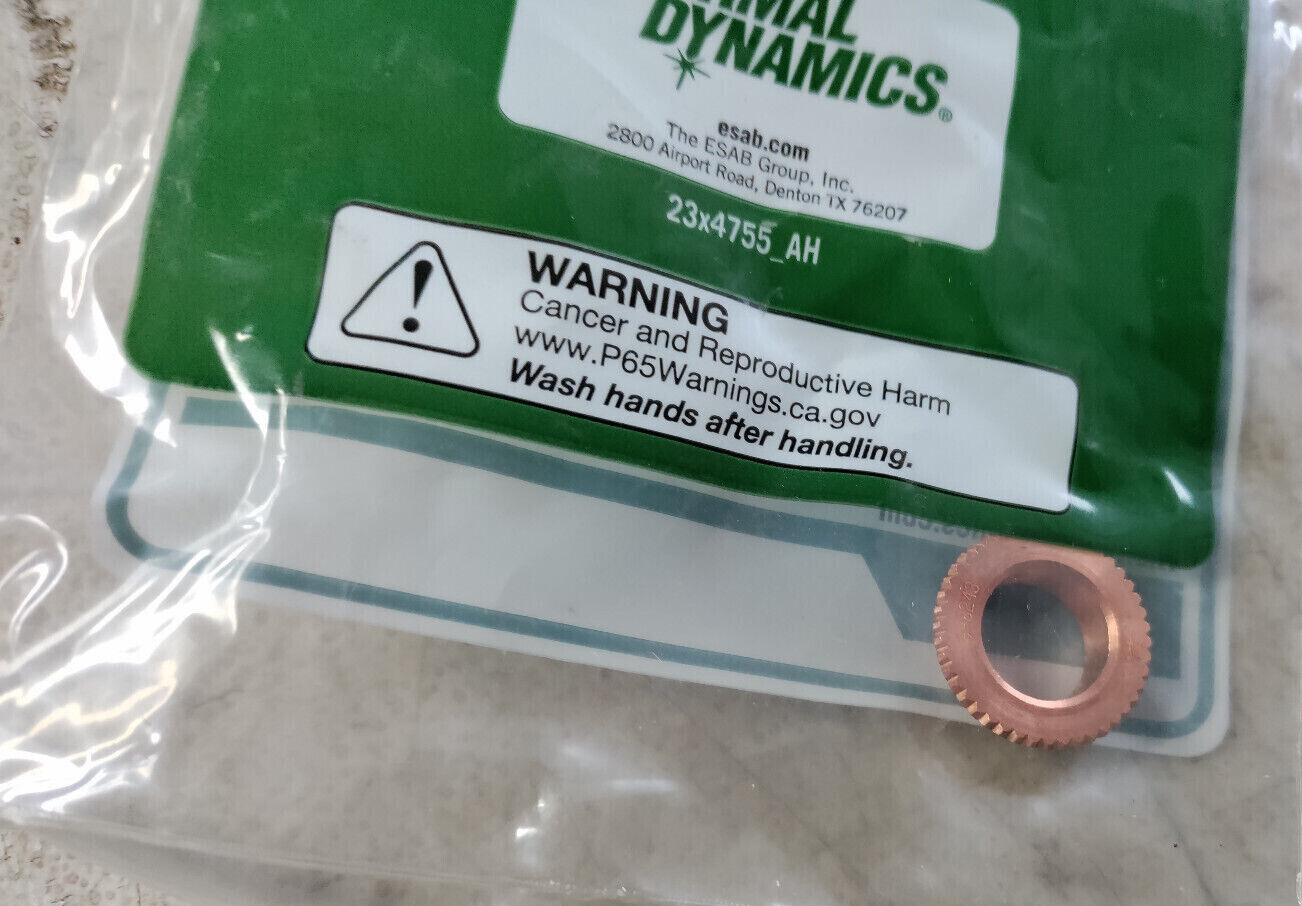 DYNAMICS®
esab.com
The ESAB Group, Inc.
2800 Airport Road, Denton TX 76207
23x4755_AH
WARNING
Cancer and Reproductive Harm
www.P65Warnings.ca.gov
Wash hands after handling.